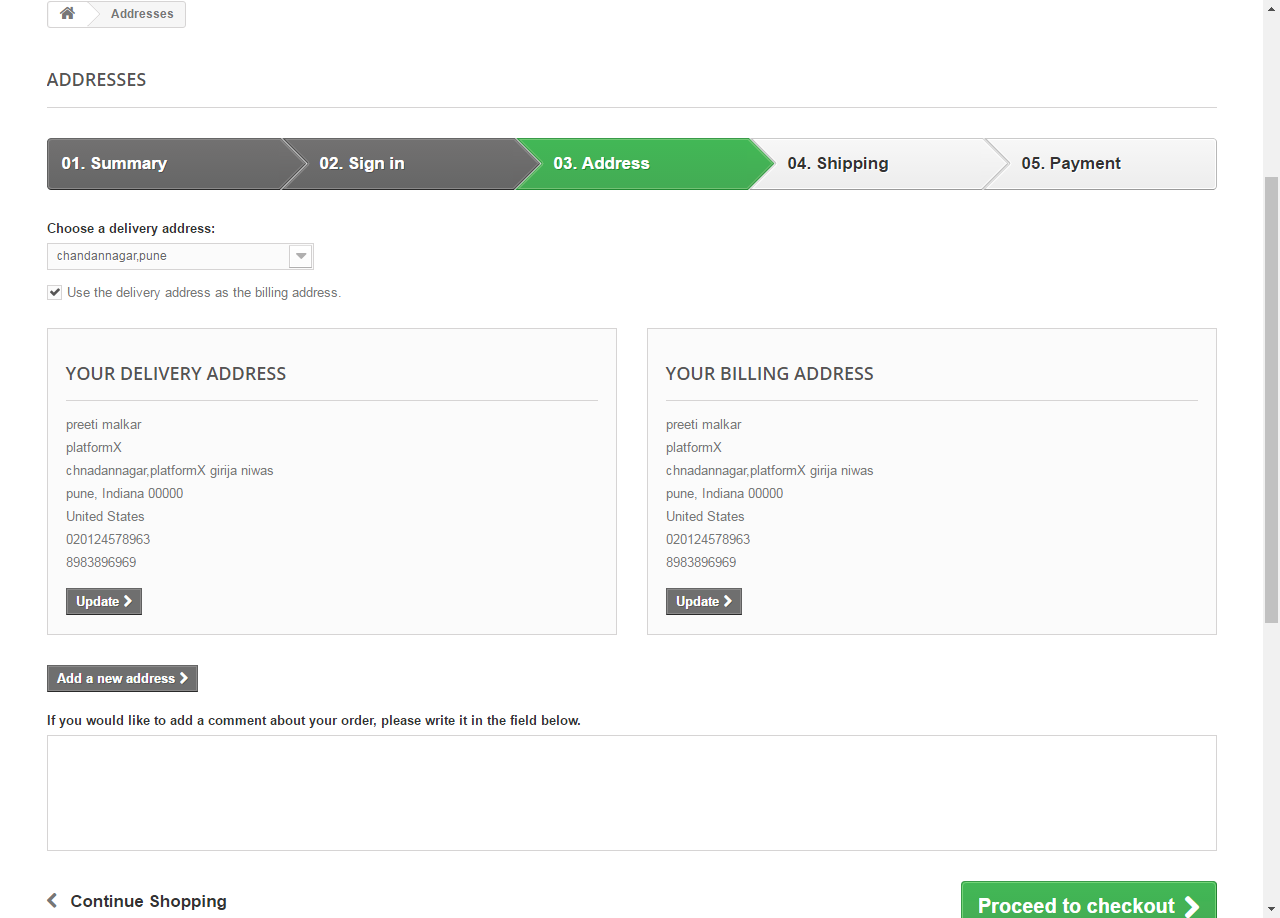 Addresses
ADDRESSES
01. Summary
02. Sign in
03. Address
04. Shipping
05. Payment
Choose a delivery address:
chandannagar,pune
Use the delivery address as the billing address.
YOUR DELIVERY ADDRESS
preeti malkar
platformX
chnadannagar,platformX girija niwas
pune, Indiana 00000
United States
020124578963
8983896969
Update
YOUR BILLING ADDRESS
preeti malkar
platformX
chnadannagar,platformX girija niwas
pune, Indiana 00000
United States
020124578963
8983896969
Update
Add a new address
If you would like to add a comment about your order, please write it in the field below.
Continue Shopping
Proceed to checkout